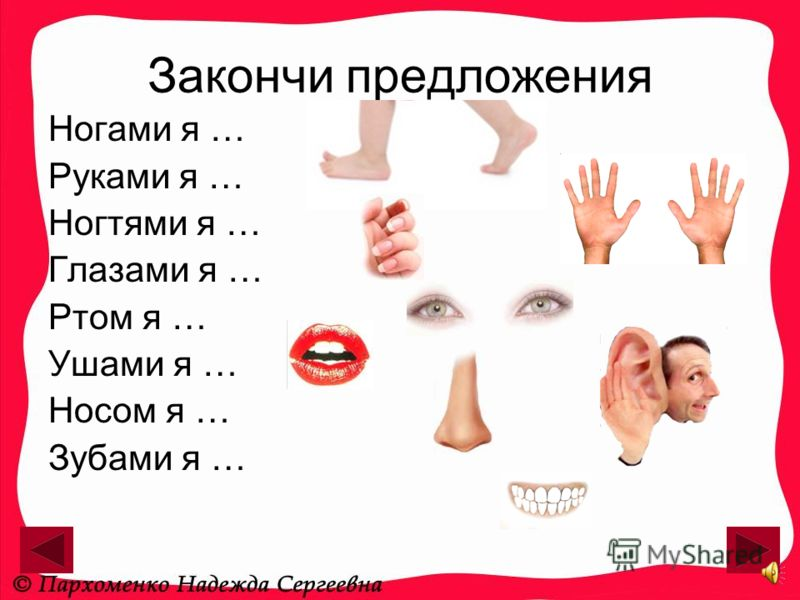 Закончи предложения
Ногами я …
Руками я …
Ногтями я …
Глазами я …
Ртом я …
Ушами я …
Носом я …
Зубами я …
MyShared
© Пархоменко Надежда Сергеевна